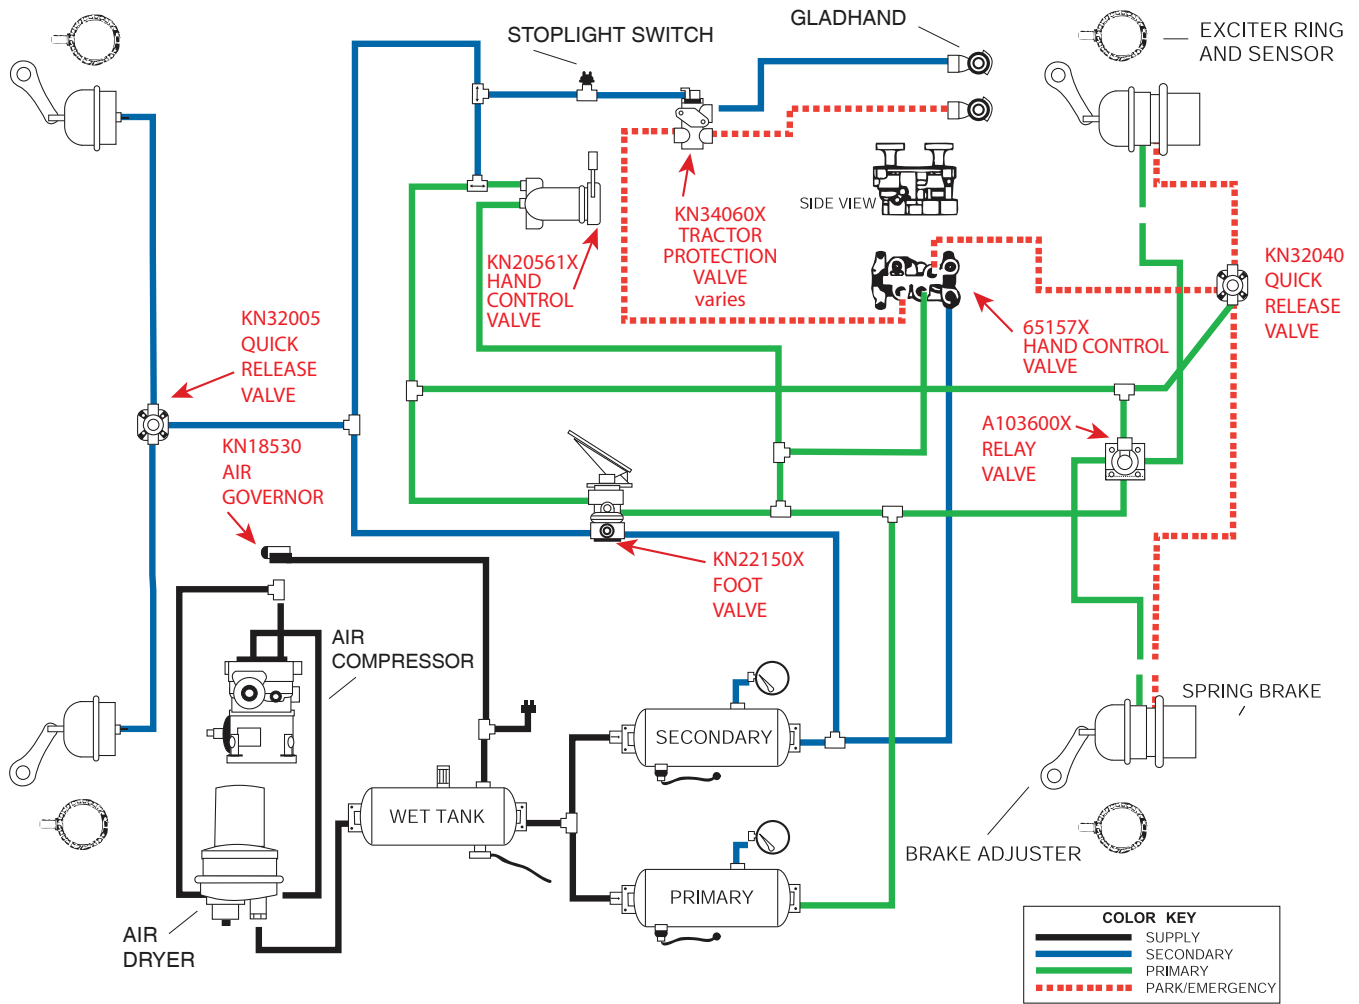 STOPLIGHT SWITCH
GLADHAND
EXCITER RING
AND SENSOR
SIDE VIEW
KN34060X
TRACTOR
PROTECTION
VALVE
varies
KN20561X
HAND
CONTROL
VALVE
KN32040
QUICK
RELEASE
VALVE
KN32005
QUICK
RELEASE
VALVE
65157X
HAND CONTROL
VALVE
A103600X
RELAY
VALVE
KN18530
AIR
GOVERNOR
KN22150X
FOOT
VALVE
AIR
COMPRESSOR
SPRING BRAKE
SECONDARY
WET TANK
BRAKE ADJUSTER
PRIMARY
AIR
DRYER
COLOR KEY
SUPPLY
SECONDARY
PRIMARY
PARK/EMERGENCY